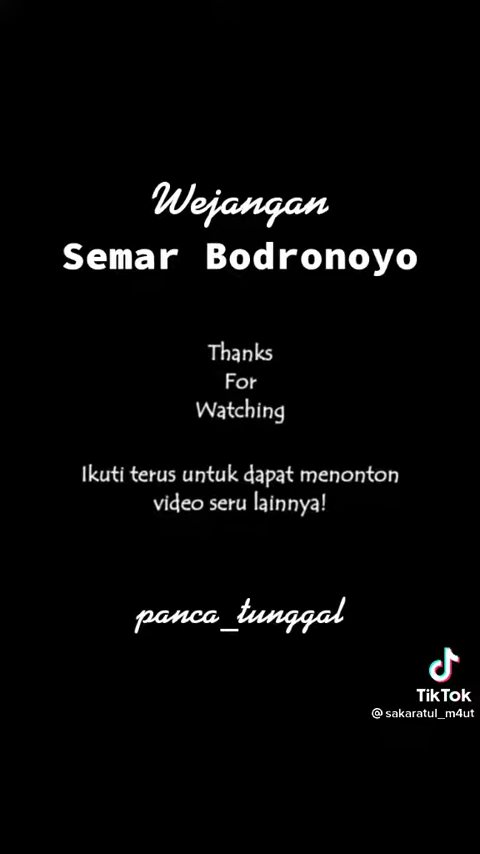 Wejangan
Semar Bodronoyo
Thanks
For
Watching
Ikuti terus untuk dapat menonton
video seru lainnya!
panca_tunggal
TikTok
@sakaratul_m4ut